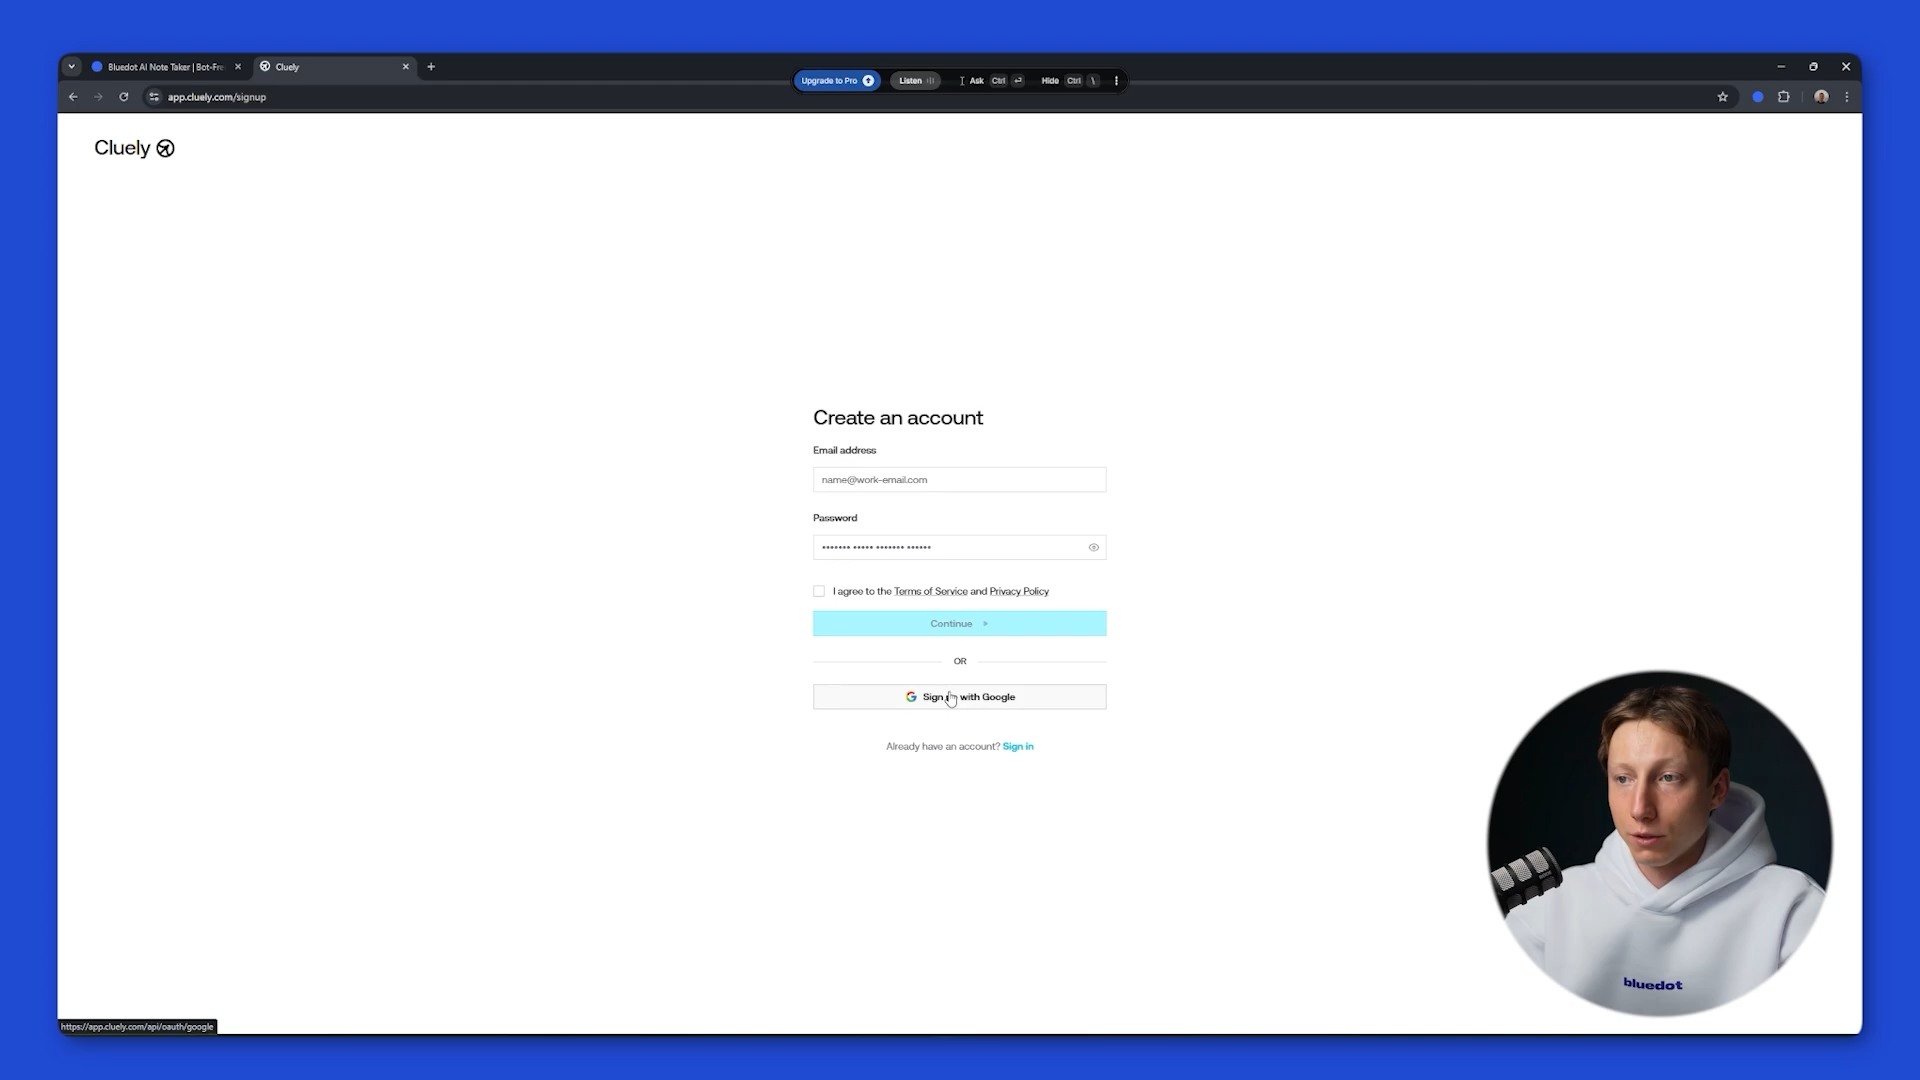 Bluedot AI Note Taker | Bot-Fre
Cluely
Upgrade to Pro
Listen
Ask Ctrl
Hide Ctrl \
app.cluely.com/signup
Cluely
Create an account
Email address
name@work-email.com
Password
I agree to the Terms of Service and Privacy Policy
Continue
OR
Sign with Google
Already have an account? Sign in
bluedot
https://app.cluely.com/api/oauth/google